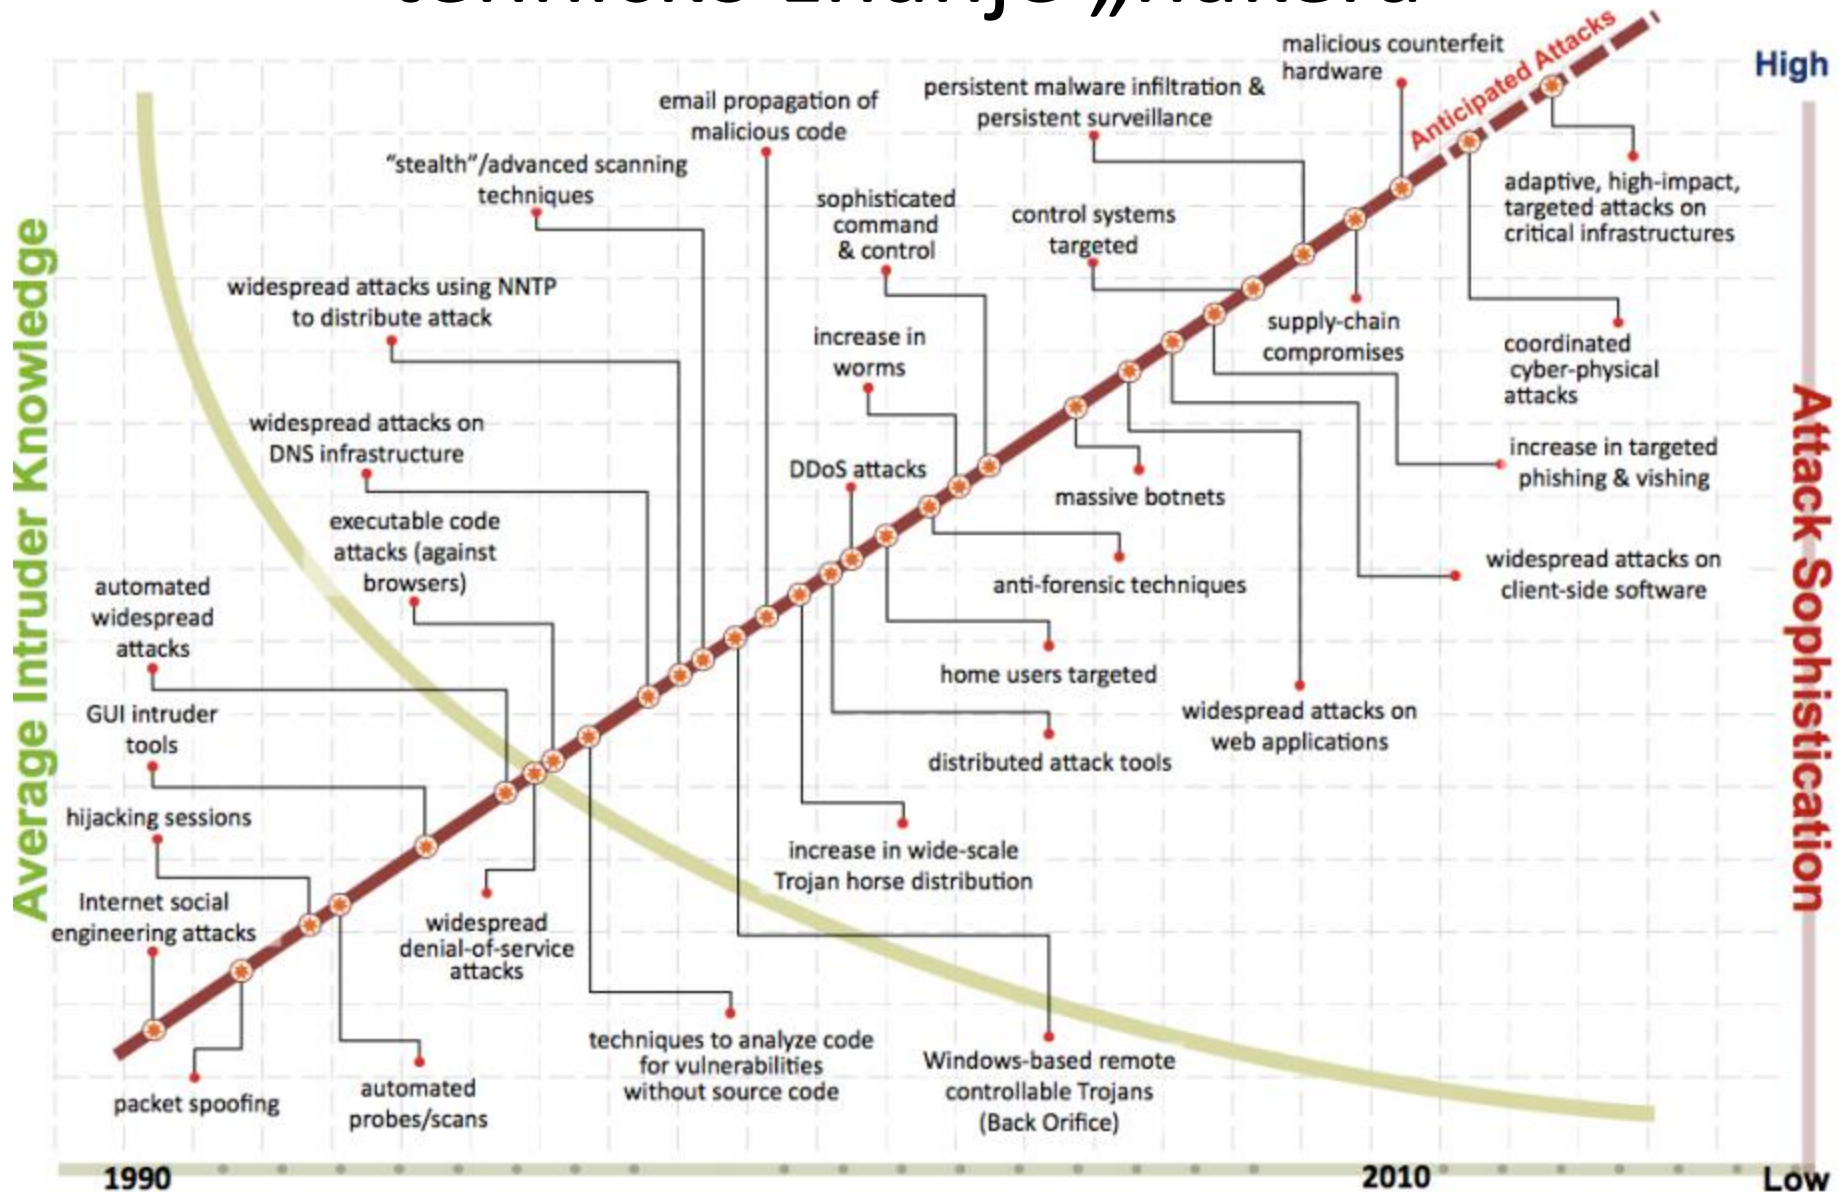 tehničko znanje „hakera
malicious counterfeit
hardware
Anticipated Attacks
High
persistent malware infiltration &
persistent surveillance
email propagation of
malicious code
"stealth"/advanced scanning
techniques
sophisticated
command
& control
control systems
targeted
adaptive, high-impact,
targeted attacks on
critical infrastructures
widespread attacks using NNTP
to distribute attack
increase in
worms
supply-chain
compromises
coordinated
cyber-physical
attacks
widespread attacks on
DNS infrastructure
DDoS attacks
massive botnets
increase in targeted
phishing & vishing
executable code
attacks (against
browsers)
anti-forensic techniques
widespread attacks on
client-side software
automated
widespread
attacks
home users targeted
GUI intruder
tools
widespread attacks on
web applications
distributed attack tools
hijacking sessions
increase in wide-scale
Trojan horse distribution
Internet social
engineering attacks
widespread
denial-of-service
attacks
techniques to analyze code
for vulnerabilities
without source code
Windows-based remote
controllable Trojans
(Back Orifice)
packet spoofing
automated
probes/scans
Average Intruder Knowledge
Attack Sophistication
1990
2010
Low